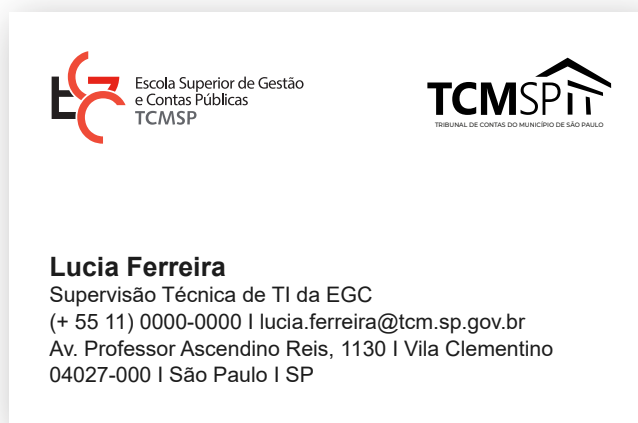 EGC
Escola Superior de Gestão
e Contas Públicas
TCMSP
TCMSP
TRIBUNAL DE CONTAS DO MUNICÍPIO DE SÃO PAULO
Lucia Ferreira
Supervisão Técnica de TI da EGC
(+ 55 11) 0000-0000 I lucia.ferreira@tcm.sp.gov.br
Av. Professor Ascendino Reis, 1130 I Vila Clementino
04027-000 I São Paulo I SP